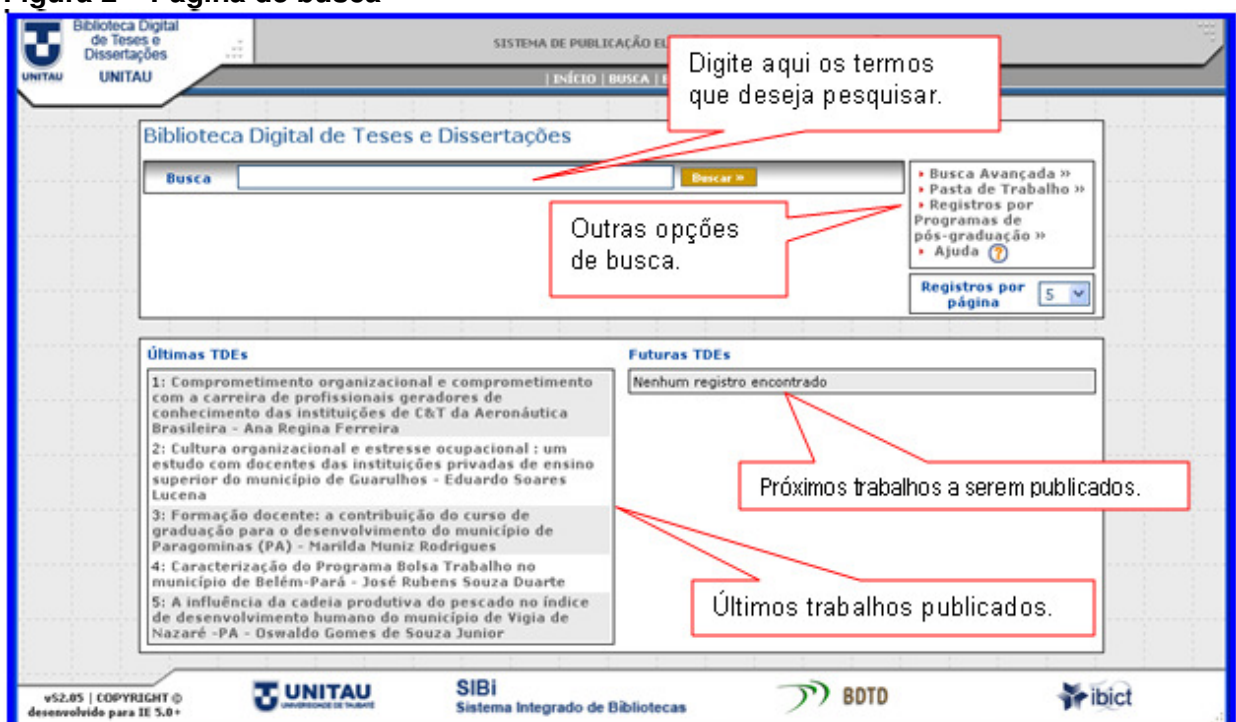 Figura 2 – Página de busca
Biblioteca Digital
de Teses e
Dissertações
UNITAU
UNITAU
SISTEMA DE PUBLICAÇÃO
| INÍCIO | BUSCA |
Digite aqui os termos
que deseja pesquisar.
Biblioteca Digital de Teses e Dissertações
Busca
Buscar »
Busca Avançada »
Pasta de Trabalho »
Registros por
Programas de
pós-graduação »
Ajuda ?
Outras opções
de busca.
Registros por
página
5
Últimas TDEs
1: Comprometimento organizacional e comprometimento
com a carreira de profissionais geradores de
conhecimento das instituições de C&T da Aeronáutica
Brasileira - Ana Regina Ferreira
2: Cultura organizacional e estresse ocupacional : um
estudo com docentes das instituições privadas de ensino
superior do município de Guarulhos - Eduardo Soares
Lucena
3: Formação docente: a contribuição do curso de
graduação para o desenvolvimento do município de
Paragominas (PA) - Marilda Muniz Rodrigues
4: Caracterização do Programa Bolsa Trabalho no
município de Belém-Pará - José Rubens Souza Duarte
5: A influência da cadeia produtiva do pescado no índice
de desenvolvimento humano do município de Vigia de
Nazaré -PA - Oswaldo Gomes de Souza Junior
Futuras TDEs
Nenhum registro encontrado
Próximos trabalhos a serem publicados.
Últimos trabalhos publicados.
v52.05 | COPYRIGHT ©
desenvolvido para IE 5.0+
UNITAU
UNIVERSIDADE DE TAUBATÉ
SIBi
Sistema Integrado de Bibliotecas
BDTD
ibict